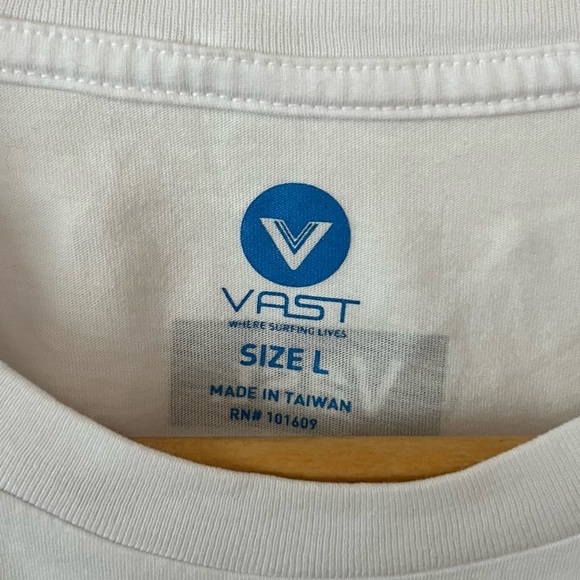 V
VAST
WHERE SURFING LIVES
SIZE L
MADE IN TAIWAN
RN# 101609